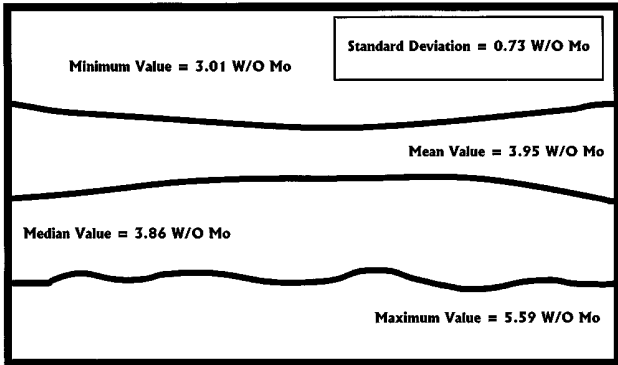 Standard Deviation = 0.73 W/O Mo
Minimum Value = 3.01 W/O Mo
Mean Value = 3.95 W/O Mo
Median Value = 3.86 W/O Mo
Maximum Value = 5.59 W/O Mo